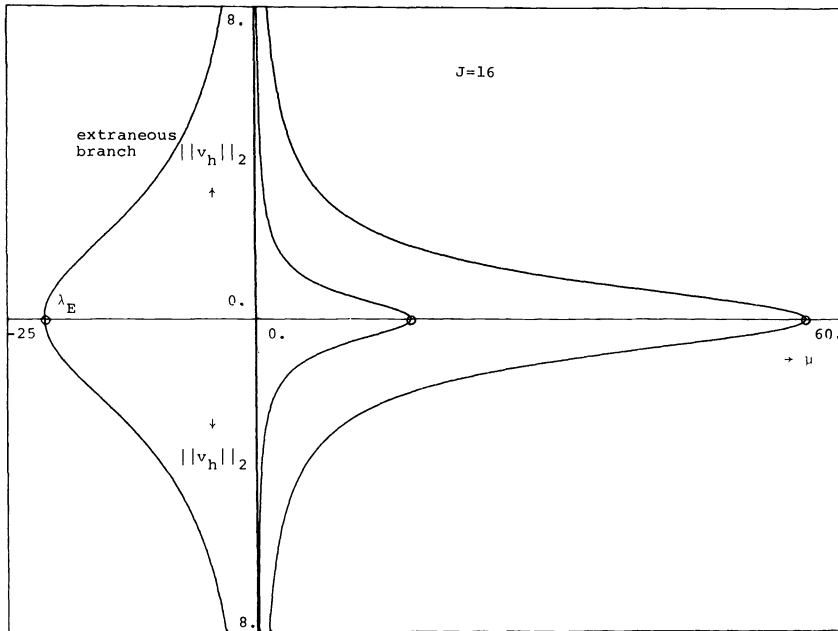 8.
J=16
extraneous
branch
||v_h||_2
↑
λ_E
0.
-25
0.
60.
→ μ
↓
||v_h||_2
8.